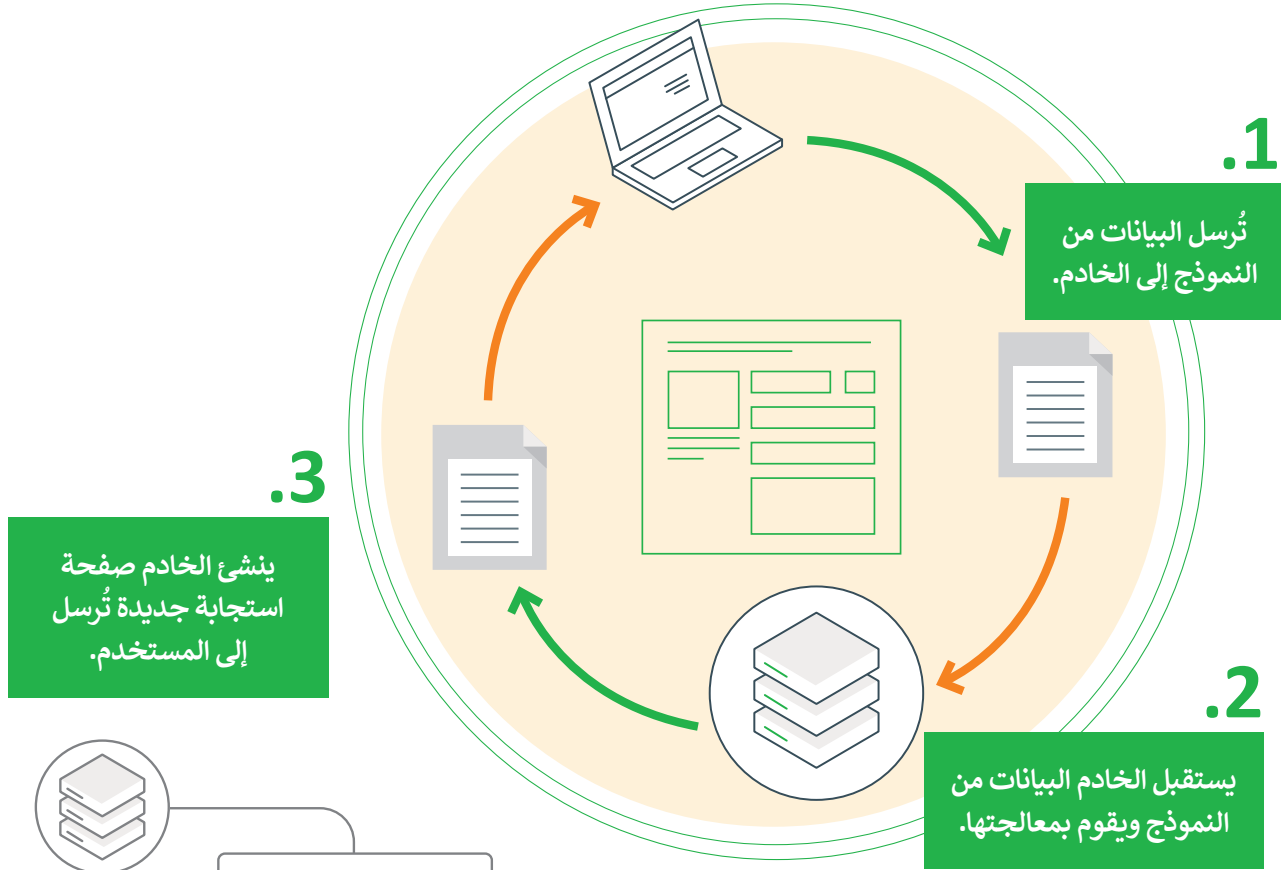 .1
تُرسل البيانات من
النموذج إلى الخادم.
.2
يستقبل الخادم البيانات من
النموذج ويقوم بمعالجتها.
.3
ينشئ الخادم صفحة
استجابة جديدة تُرسل
إلى المستخدم.